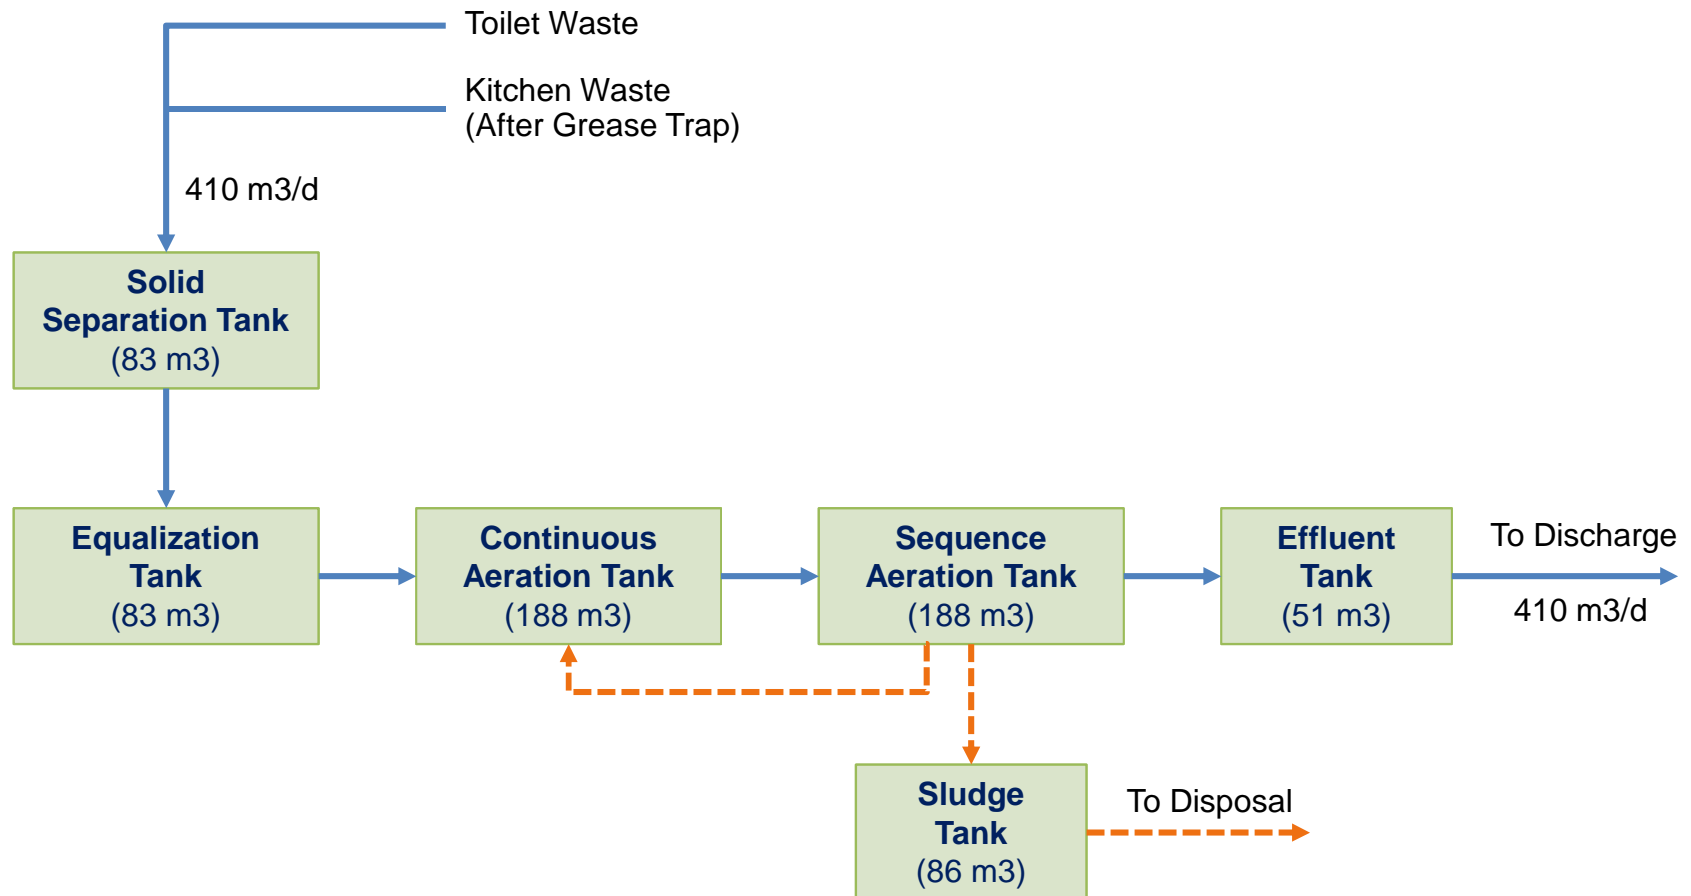 Toilet Waste
Kitchen Waste
(After Grease Trap)
410 m3/d
Solid
Separation Tank
(83 m3)
Equalization
Tank
(83 m3)
Continuous
Aeration Tank
(188 m3)
Sequence
Aeration Tank
(188 m3)
Effluent
Tank
(51 m3)
To Discharge
410 m3/d
Sludge
Tank
(86 m3)
To Disposal